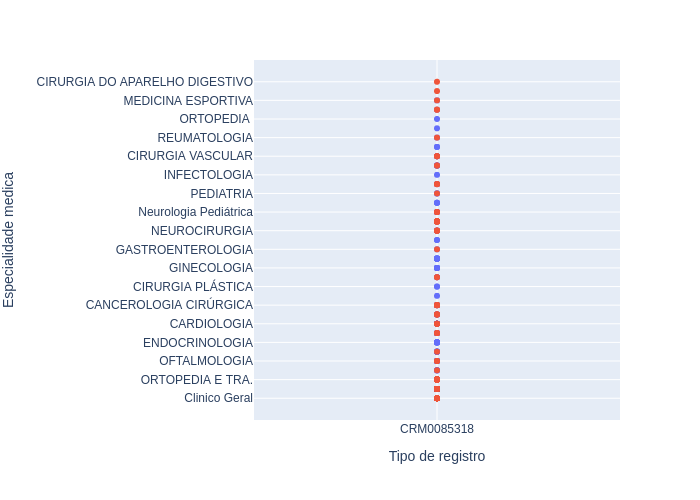 CIRURGIA DO APARELHO DIGESTIVO
MEDICINA ESPORTIVA
ORTOPEDIA
REUMATOLOGIA
CIRURGIA VASCULAR
INFECTOLOGIA
PEDIATRIA
Neurologia Pediátrica
NEUROCIRURGIA
GASTROENTEROLOGIA
GINECOLOGIA
CIRURGIA PLÁSTICA
CANCEROLOGIA CIRÚRGICA
CARDIOLOGIA
ENDOCRINOLOGIA
OFTALMOLOGIA
ORTOPEDIA E TRA.
Clinico Geral
Especialidade medica
CRM0085318
Tipo de registro